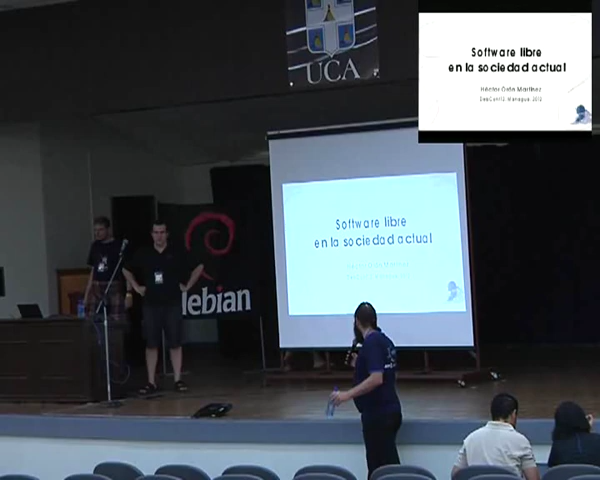 UCA
Software libre
en la sociedad actual
Héctor Orón Martínez
DebConf12, Managua, 2012
Software libre
en la sociedad actual
debian